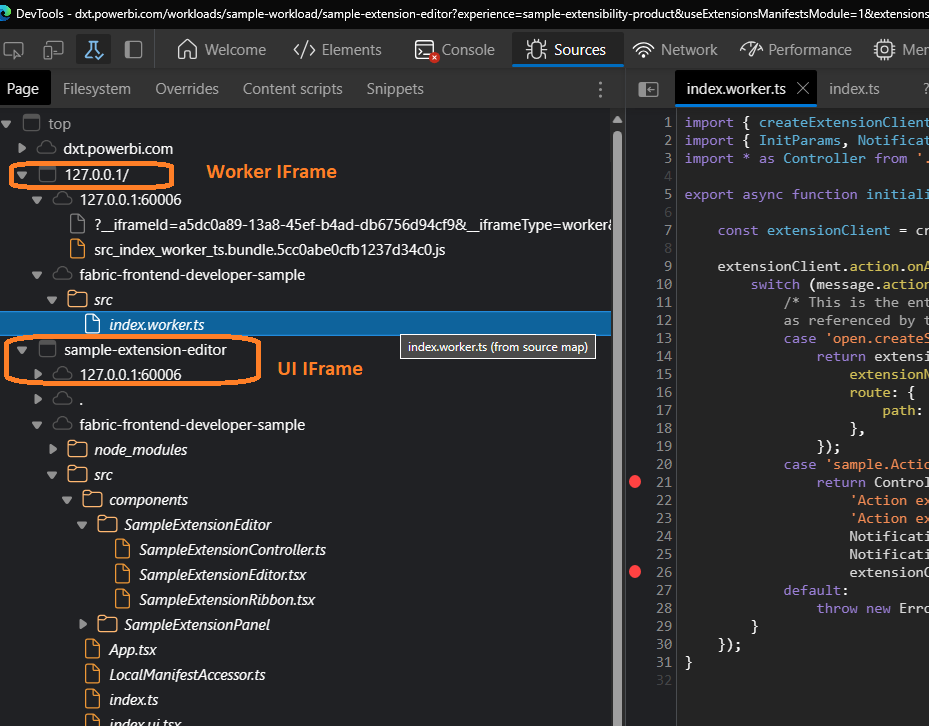 DevTools - dxt.powerbi.com/workloads/sample-workload/sample-extension-editor?experience=sample-extensibility-product&useExtensionsManifestsModule=1&extensions
Welcome Elements Console Sources Network Performance Mem
Page Filesystem Overrides Content scripts Snippets
index.worker.ts index.ts ?
top
dxt.powerbi.com
127.0.0.1/ Worker IFrame
127.0.0.1:60006
?__iframeId=a5dc0a89-13a8-45ef-b4ad-db6756d94cf9&__iframeType=worker&
src_index_worker_ts.bundle.5cc0abe0cfb1237d34c0.js
fabric-frontend-developer-sample
src
index.worker.ts
sample-extension-editor
index.worker.ts (from source map)
127.0.0.1:60006 UI IFrame
.
fabric-frontend-developer-sample
node_modules
src
components
SampleExtensionEditor
SampleExtensionController.ts
SampleExtensionEditor.tsx
SampleExtensionRibbon.tsx
SampleExtensionPanel
App.tsx
LocalManifestAccessor.ts
index.ts
index.ui.tsx
1 import { createExtensionClient
2 import { InitParams, Notificat
3 import * as Controller from '.
4
5 export async function initiali
6
7 const extensionClient = cr
8
9 extensionClient.action.onA
10 switch (message.action
11 /* This is the ent
12 as referenced by t
13 case 'open.createS
14 return extensi
15 extensionN
16 route: {
17 path:
18 },
19 });
20 case 'sample.Actio
21 return Control
22 'Action ex
23 'Action ex
24 Notificati
25 Notificati
26 extensionC
27 default:
28 throw new Erro
29 }
30 });
31 }
32